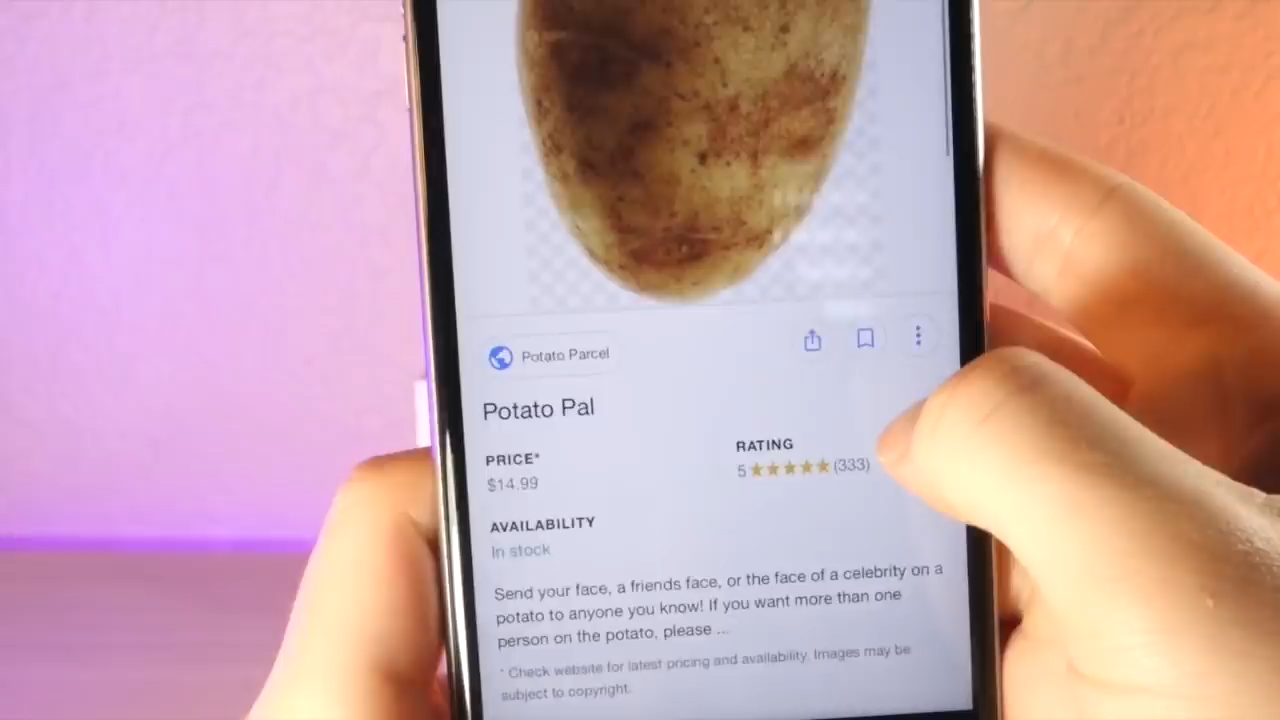 Potato Parcel
Potato Pal
PRICE*
$14.99
RATING
5★★★★★(333)
AVAILABILITY
In stock
Send your face, a friends face, or the face of a celebrity on a
potato to anyone you know! If you want more than one
person on the potato, please ...
* Check website for latest pricing and availability. Images may be
subject to copyright.